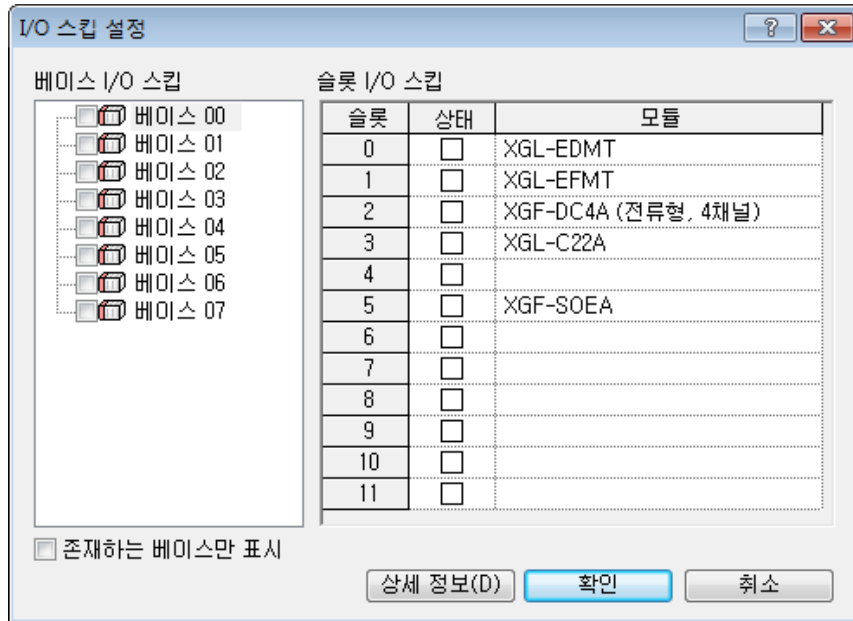 I/O 스킵 설정
베이스 I/O 스킵
베이스 00
베이스 01
베이스 02
베이스 03
베이스 04
베이스 05
베이스 06
베이스 07
존재하는 베이스만 표시
슬롯 I/O 스킵
슬롯 상태 모듈
0 XGL-EDMT
1 XGL-EFMT
2 XGF-DC4A (전류형, 4채널)
3 XGL-C22A
4
5 XGF-SOEA
6
7
8
9
10
11
상세 정보(D) 확인 취소